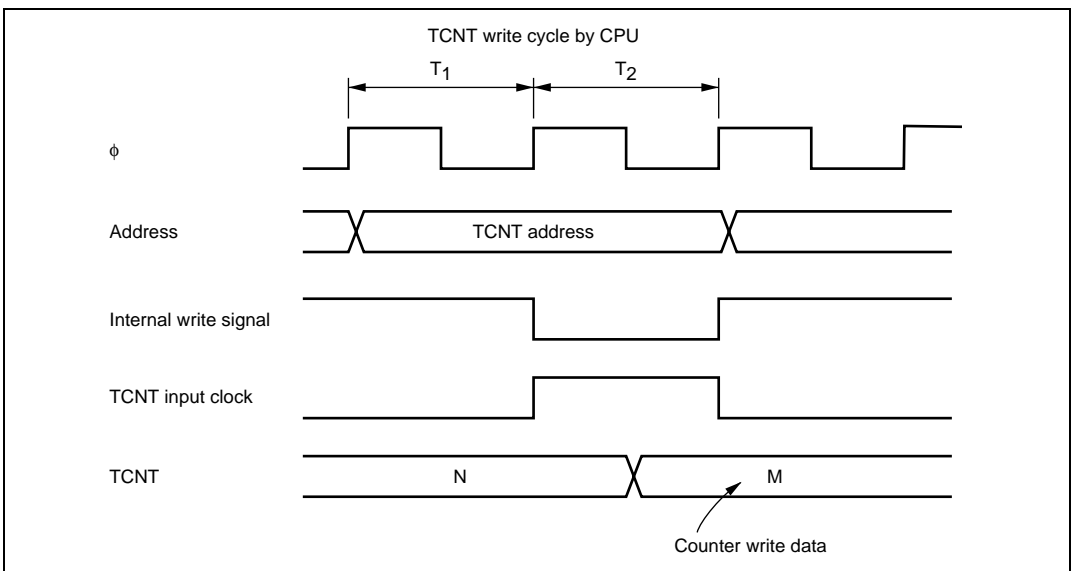 TCNT write cycle by CPU
T1 T2
ϕ
Address TCNT address
Internal write signal
TCNT input clock
TCNT N M
Counter write data